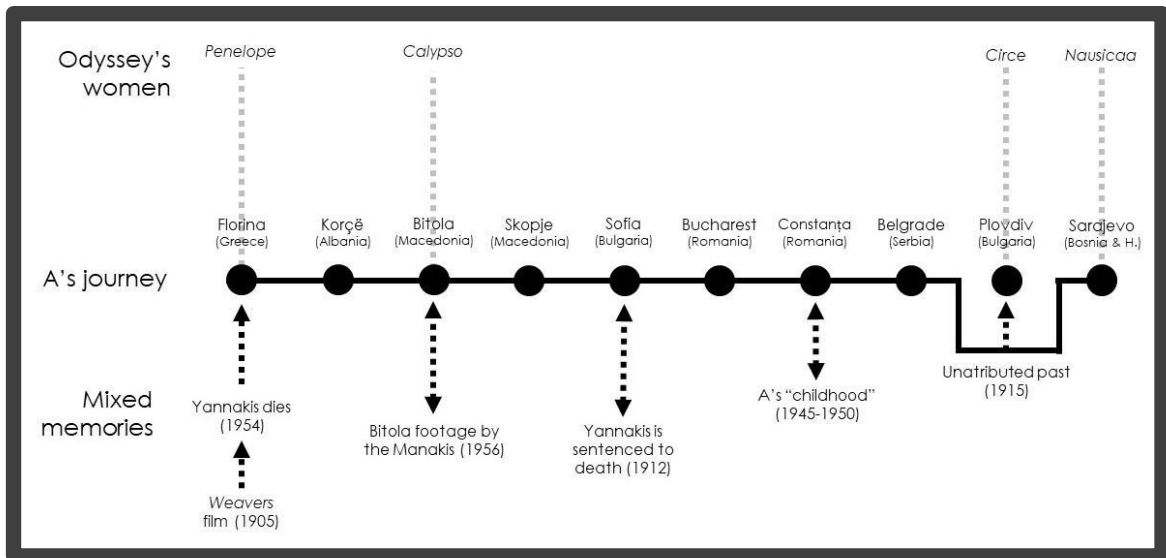 Odyssey's
women
Penelope
Calypso
Circe
Nausicaa
A's journey
Florina
(Greece)
Korçë
(Albania)
Bitola
(Macedonia)
Skopje
(Macedonia)
Sofia
(Bulgaria)
Bucharest
(Romania)
Constanța
(Romania)
Belgrade
(Serbia)
Plovdiv
(Bulgaria)
Sarajevo
(Bosnia & H.)
Mixed
memories
Yannakis dies
(1954)
Weavers
film (1905)
Bitola footage by
the Manakis (1956)
Yannakis is
sentenced to
death (1912)
A's “childhood”
(1945-1950)
Unatributed past
(1915)